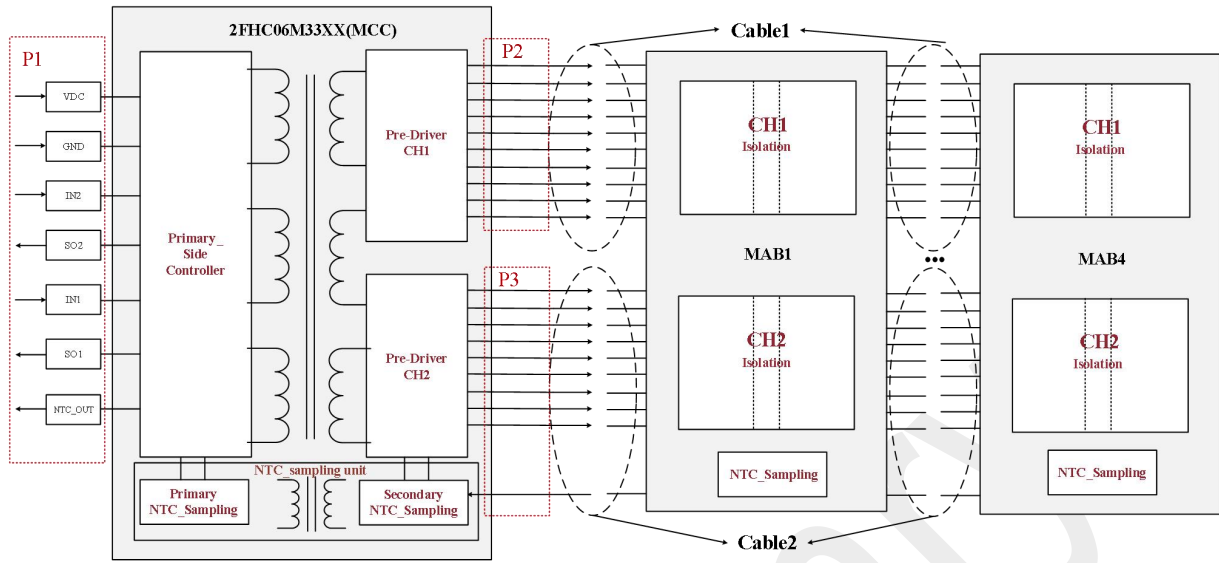 2FHC06M33XX(MCC)
P1
VDC
GND
IN2
SO2
IN1
SO1
NTC_OUT
Primary_
Side
Controller
Pre-Driver
CH1
Pre-Driver
CH2
NTC_sampling unit
Primary
NTC_Sampling
Secondary
NTC_Sampling
P2
P3
Cable1
Cable2
CH1
Isolation
MAB1
CH2
Isolation
NTC_Sampling
...
CH1
Isolation
MAB4
CH2
Isolation
NTC_Sampling